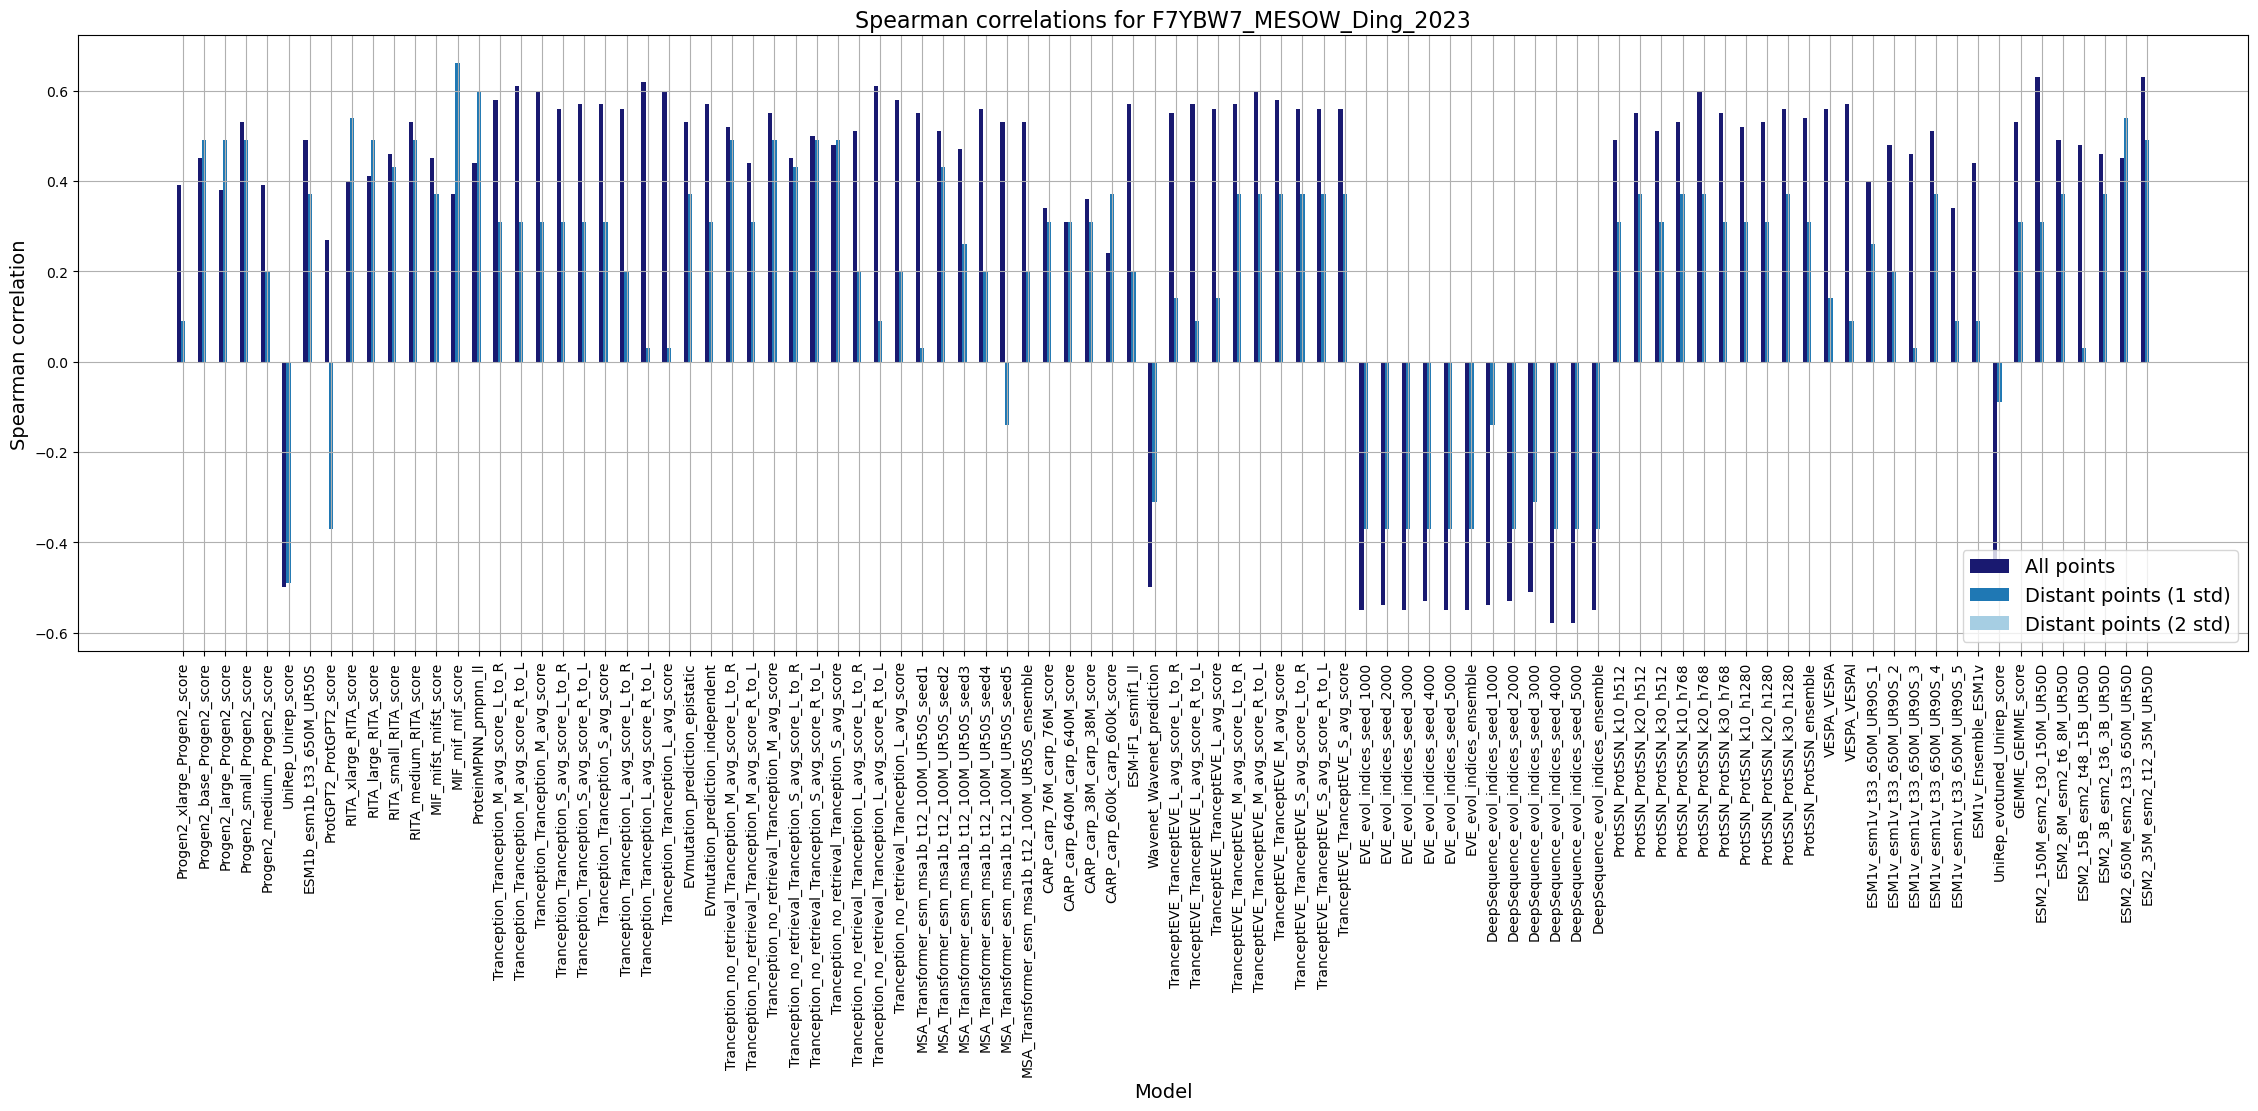 Spearman correlations for F7YBW7_MESOW_Ding_2023
Spearman correlation
0.6
0.4
0.2
0.0
−0.2
−0.4
−0.6
All points
Distant points (1 std)
Distant points (2 std)
Progen2_xlarge_Progen2_score
Progen2_base_Progen2_score
Progen2_large_Progen2_score
Progen2_small_Progen2_score
Progen2_medium_Progen2_score
UniRep_Unirep_score
ESM1b_esm1b_t33_650M_UR50S
ProtGPT2_ProtGPT2_score
RITA_xlarge_RITA_score
RITA_large_RITA_score
RITA_small_RITA_score
RITA_medium_RITA_score
MIF_mifst_mifst_score
MIF_mif_mif_score
ProteinMPNN_pmpnn_ll
Tranception_Tranception_M_avg_score_L_to_R
Tranception_Tranception_M_avg_score_R_to_L
Tranception_Tranception_M_avg_score
Tranception_Tranception_S_avg_score_L_to_R
Tranception_Tranception_S_avg_score_R_to_L
Tranception_Tranception_S_avg_score
Tranception_Tranception_L_avg_score_L_to_R
Tranception_Tranception_L_avg_score_R_to_L
Tranception_Tranception_L_avg_score
EVmutation_prediction_epistatic
EVmutation_prediction_independent
Tranception_no_retrieval_Tranception_M_avg_score_L_to_R
Tranception_no_retrieval_Tranception_M_avg_score_R_to_L
Tranception_no_retrieval_Tranception_M_avg_score
Tranception_no_retrieval_Tranception_S_avg_score_L_to_R
Tranception_no_retrieval_Tranception_S_avg_score_R_to_L
Tranception_no_retrieval_Tranception_S_avg_score
Tranception_no_retrieval_Tranception_L_avg_score_L_to_R
Tranception_no_retrieval_Tranception_L_avg_score_R_to_L
Tranception_no_retrieval_Tranception_L_avg_score
MSA_Transformer_esm_msa1b_t12_100M_UR50S_seed1
MSA_Transformer_esm_msa1b_t12_100M_UR50S_seed2
MSA_Transformer_esm_msa1b_t12_100M_UR50S_seed3
MSA_Transformer_esm_msa1b_t12_100M_UR50S_seed4
MSA_Transformer_esm_msa1b_t12_100M_UR50S_seed5
MSA_Transformer_esm_msa1b_t12_100M_UR50S_ensemble
CARP_76M_carp_76M_score
CARP_carp_640M_carp_640M_score
CARP_carp_38M_carp_38M_score
CARP_carp_600k_carp_600k_score
ESM-IF1_esmif1_ll
Wavenet_Wavenet_prediction
TranceptEVE_TranceptEVE_L_avg_score_L_to_R
TranceptEVE_TranceptEVE_L_avg_score_R_to_L
TranceptEVE_TranceptEVE_L_avg_score
TranceptEVE_TranceptEVE_M_avg_score_L_to_R
TranceptEVE_TranceptEVE_M_avg_score_R_to_L
TranceptEVE_TranceptEVE_M_avg_score
TranceptEVE_TranceptEVE_S_avg_score_L_to_R
TranceptEVE_TranceptEVE_S_avg_score_R_to_L
TranceptEVE_TranceptEVE_S_avg_score
EVE_evol_indices_seed_1000
EVE_evol_indices_seed_2000
EVE_evol_indices_seed_3000
EVE_evol_indices_seed_4000
EVE_evol_indices_seed_5000
EVE_evol_indices_ensemble
DeepSequence_evol_indices_seed_1000
DeepSequence_evol_indices_seed_2000
DeepSequence_evol_indices_seed_3000
DeepSequence_evol_indices_seed_4000
DeepSequence_evol_indices_seed_5000
DeepSequence_evol_indices_ensemble
ProtSSN_ProtSSN_k10_h512
ProtSSN_ProtSSN_k20_h512
ProtSSN_ProtSSN_k30_h512
ProtSSN_ProtSSN_k10_h768
ProtSSN_ProtSSN_k20_h768
ProtSSN_ProtSSN_k30_h768
ProtSSN_ProtSSN_k10_h1280
ProtSSN_ProtSSN_k20_h1280
ProtSSN_ProtSSN_k30_h1280
ProtSSN_ProtSSN_ensemble
VESPA_VESPA
VESPA_VESPAl
ESM1v_esm1v_t33_650M_UR90S_1
ESM1v_esm1v_t33_650M_UR90S_2
ESM1v_esm1v_t33_650M_UR90S_3
ESM1v_esm1v_t33_650M_UR90S_4
ESM1v_esm1v_t33_650M_UR90S_5
ESM1v_Ensemble_ESM1v
UniRep_evotuned_Unirep_score
GEMME_GEMME_score
ESM2_150M_esm2_t30_150M_UR50D
ESM2_8M_esm2_t6_8M_UR50D
ESM2_15B_esm2_t48_15B_UR50D
ESM2_3B_esm2_t36_3B_UR50D
ESM2_650M_esm2_t33_650M_UR50D
ESM2_35M_esm2_t12_35M_UR50D
Model